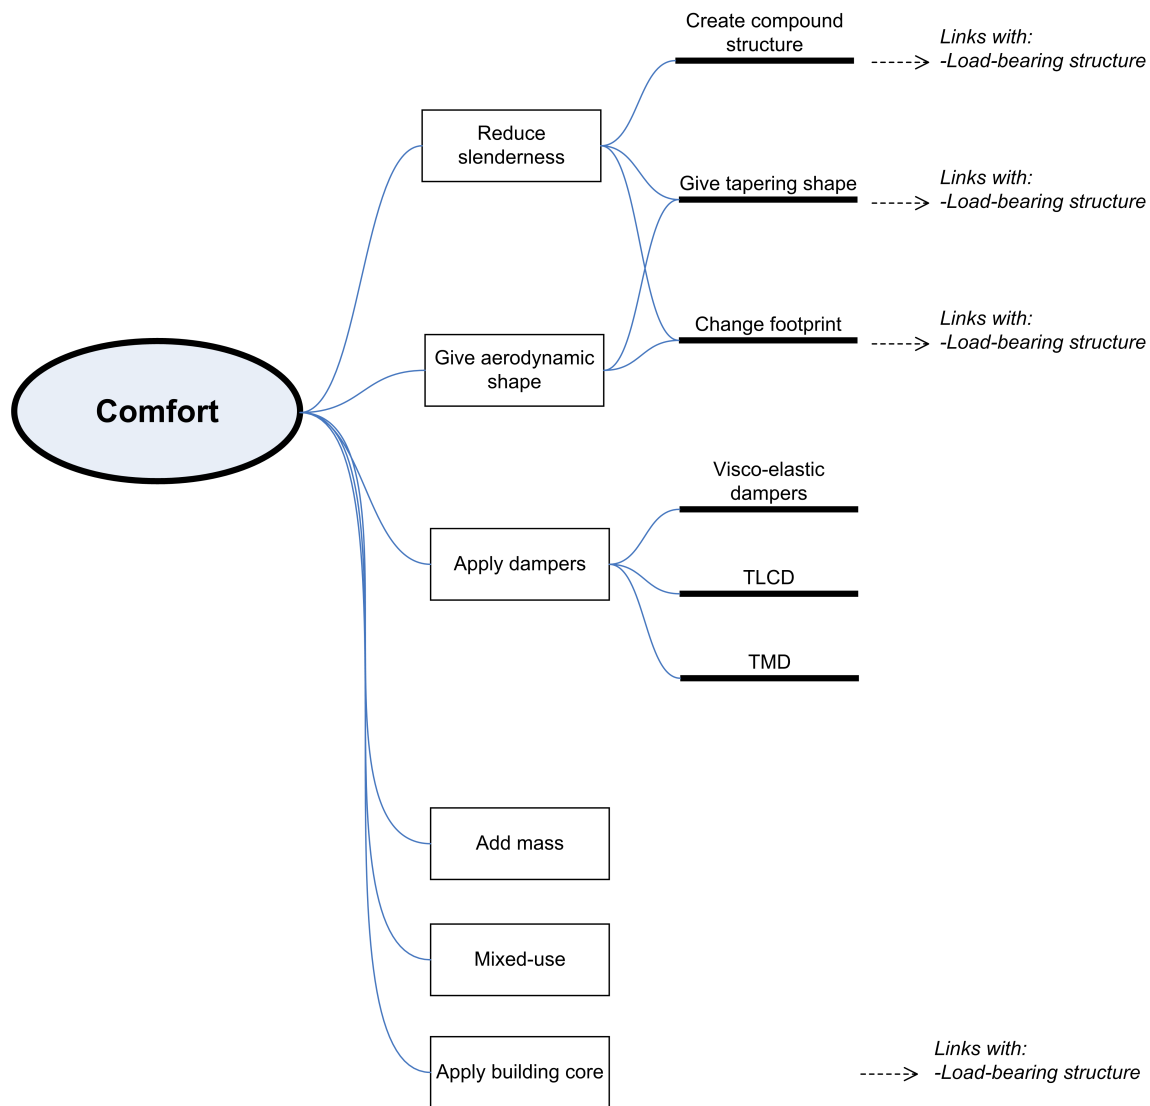 Create compound
structure
Links with:
-Load-bearing structure
Reduce
slenderness
Give tapering shape
Links with:
-Load-bearing structure
Change footprint
Links with:
-Load-bearing structure
Give aerodynamic
shape
Comfort
Visco-elastic
dampers
Apply dampers
TLCD
TMD
Add mass
Mixed-use
Apply building core
Links with:
-Load-bearing structure